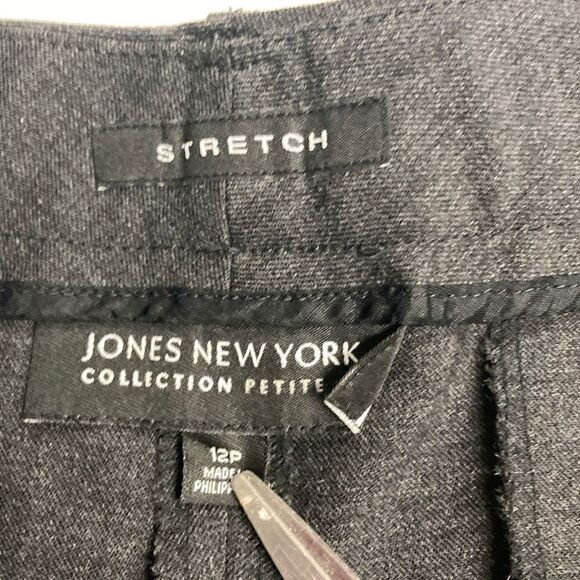 STRETCH
JONES NEW YORK
COLLECTION PETITE
12P
MADE